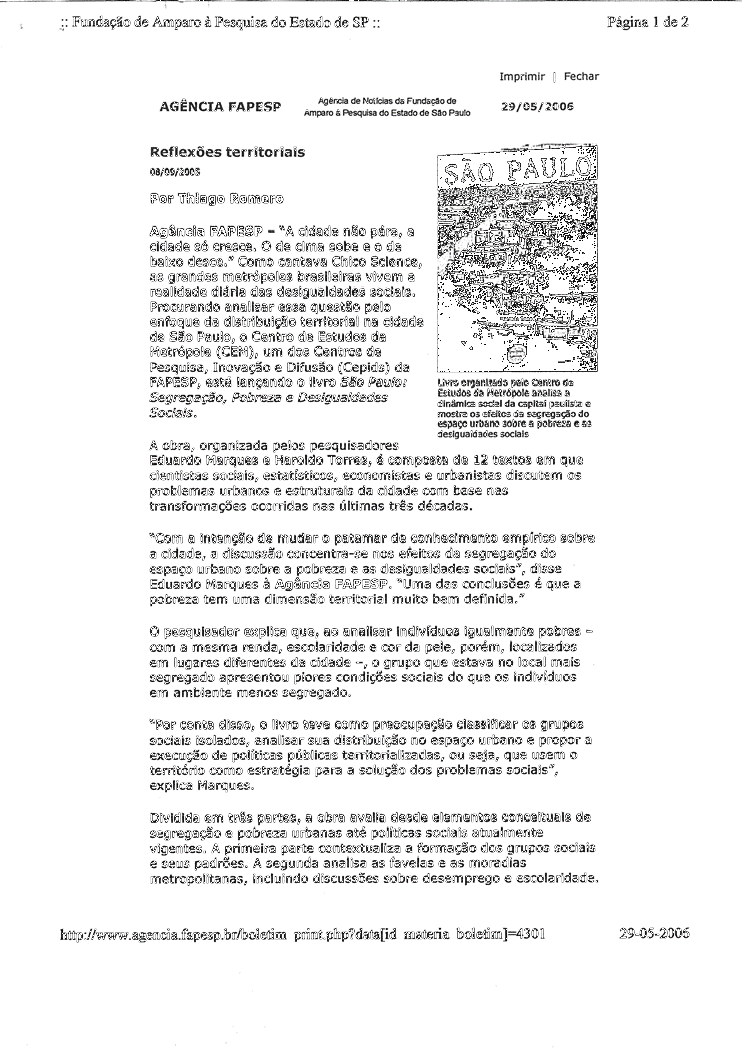 :: Fundação de Amparo à Pesquisa do Estado de SP ::
Página 1 de 2
Imprimir | Fechar
AGÊNCIA FAPESP
Agência de Notícias da Fundação de
Amparo à Pesquisa do Estado de São Paulo
29/05/2006
Reflexões territoriais
08/09/2005
Por Thiago Romero
SÃO PAULO
Agência FAPESP – "A cidade não pára, a
cidade só cresce. O de cima sobe e o de
baixo desce." Como cantava Chico Science,
as grandes metrópoles brasileiras vivem a
realidade diária das desigualdades sociais.
Procurando analisar essa questão pelo
enfoque da distribuição territorial na cidade
de São Paulo, o Centro de Estudos da
Metrópole (CEM), um dos Centros de
Pesquisa, Inovação e Difusão (Cepids) da
FAPESP, está lançando o livro São Paulo:
Segregação, Pobreza e Desigualdades
Sociais.
Livro organizado pelo Centro de
Estudos da Metrópole analisa a
dinâmica social da capital paulista e
mostra os efeitos da segregação do
espaço urbano sobre a pobreza e as
desigualdades sociais
A obra, organizada pelos pesquisadores
Eduardo Marques e Haroldo Torres, é composta de 12 textos em que
cientistas sociais, estatísticos, economistas e urbanistas discutem os
problemas urbanos e estruturais da cidade com base nas
transformações ocorridas nas últimas três décadas.
"Com a intenção de mudar o patamar de conhecimento empírico sobre
a cidade, a discussão concentra-se nos efeitos da segregação do
espaço urbano sobre a pobreza e as desigualdades sociais", disse
Eduardo Marques à Agência FAPESP. "Uma das conclusões é que a
pobreza tem uma dimensão territorial muito bem definida."
O pesquisador explica que, ao analisar indivíduos igualmente pobres –
com a mesma renda, escolaridade e cor da pele, porém, localizados
em lugares diferentes da cidade –, o grupo que estava no local mais
segregado apresentou piores condições sociais do que os indivíduos
em ambiente menos segregado.
"Por conta disso, o livro teve como preocupação classificar os grupos
sociais isolados, analisar sua distribuição no espaço urbano e propor a
execução de políticas públicas territorializadas, ou seja, que usem o
território como estratégia para a solução dos problemas sociais",
explica Marques.
Dividida em três partes, a obra avalia desde elementos conceituais de
segregação e pobreza urbanas até políticas sociais atualmente
vigentes. A primeira parte contextualiza a formação dos grupos sociais
e seus padrões. A segunda analisa as favelas e as moradias
metropolitanas, incluindo discussões sobre desemprego e escolaridade.
http://www.agencia.fapesp.br/boletim_print.php?data[id_materia_boletim]=4301
29-05-2006